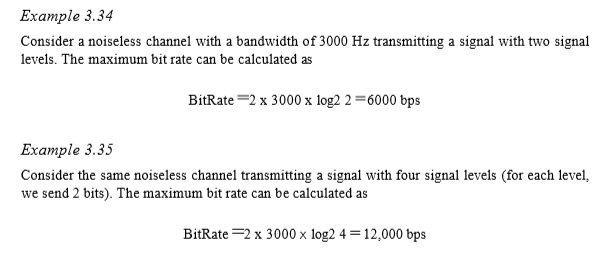 Example 3.34
Consider a noiseless channel with a bandwidth of 3000 Hz transmitting a signal with two signal
levels. The maximum bit rate can be calculated as
BitRate =2 x 3000 x log2 2 =6000 bps
Example 3.35
Consider the same noiseless channel transmitting a signal with four signal levels (for each level,
we send 2 bits). The maximum bit rate can be calculated as
BitRate =2 x 3000 × log2 4 = 12,000 bps